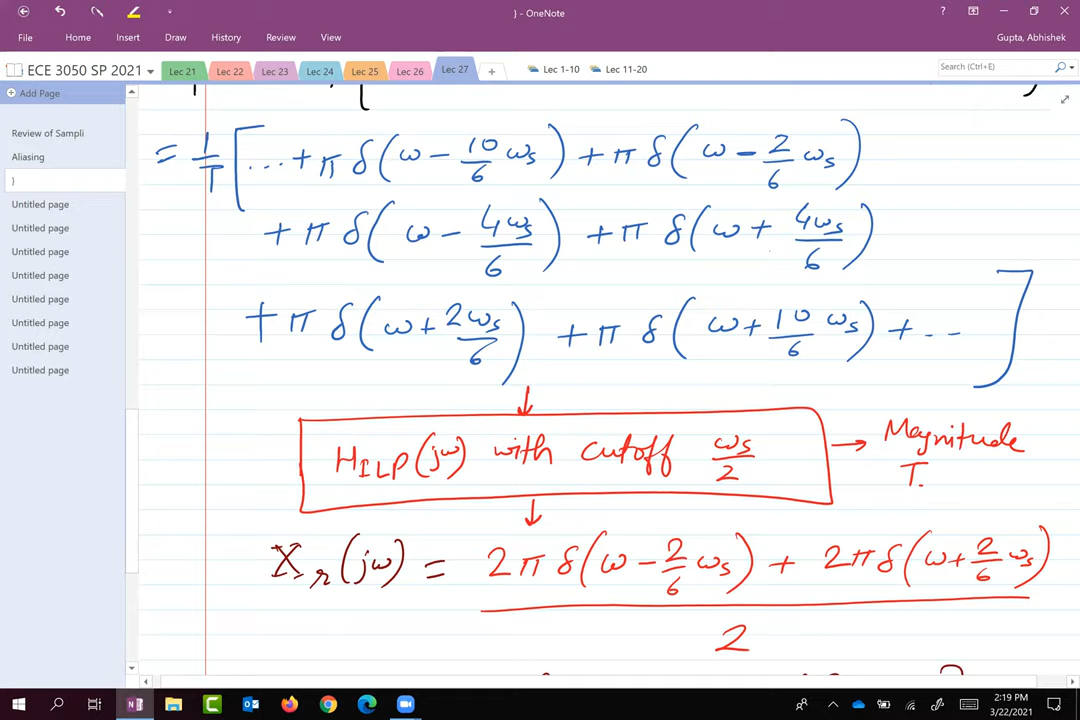 } - OneNote
Gupta, Abhishek
File Home Insert Draw History Review View
ECE 3050 SP 2021 Lec 21 Lec 22 Lec 23 Lec 24 Lec 25 Lec 26 Lec 27 + Lec 1-10 Lec 11-20 Search (Ctrl+E)
Add Page
Review of Sampli
Aliasing
}
Untitled page
Untitled page
Untitled page
Untitled page
Untitled page
Untitled page
Untitled page
= 1/T [ ... + π δ(ω - 10/6 ωs) + π δ(ω - 2/6 ωs)
+ π δ(ω - 4ωs/6) + π δ(ω + 4ωs/6)
+ π δ(ω + 2ωs/6) + π δ(ω + 10/6 ωs) + ... ]
↓
HILP(jω) with cutoff ωs/2 → Magnitude T.
↓
Xr(jω) = 2π δ(ω - 2/6 ωs) + 2π δ(ω + 2/6 ωs)
2
2:19 PM
3/22/2021